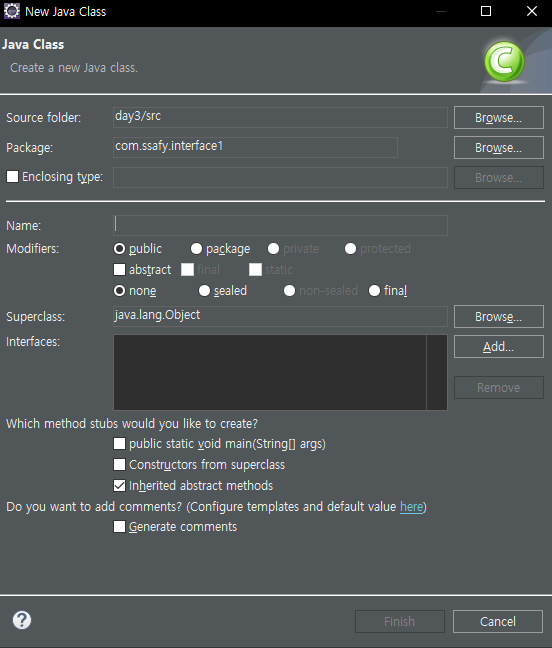 New Java Class
Java Class
Create a new Java class.
C
Source folder: day3/src Browse...
Package: com.ssafy.interface1 Browse...
Enclosing type: Browse...
Name:
Modifiers: public package private protected
abstract final static
none sealed non-sealed final
Superclass: java.lang.Object Browse...
Interfaces: Add...
Remove
Which method stubs would you like to create?
public static void main(String[] args)
Constructors from superclass
Inherited abstract methods
Do you want to add comments? (Configure templates and default value here)
Generate comments
? Finish Cancel